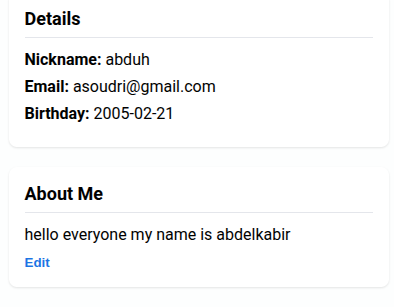 Details
Nickname: abduh
Email: asoudri@gmail.com
Birthday: 2005-02-21
About Me
hello everyone my name is abdelkabir
Edit